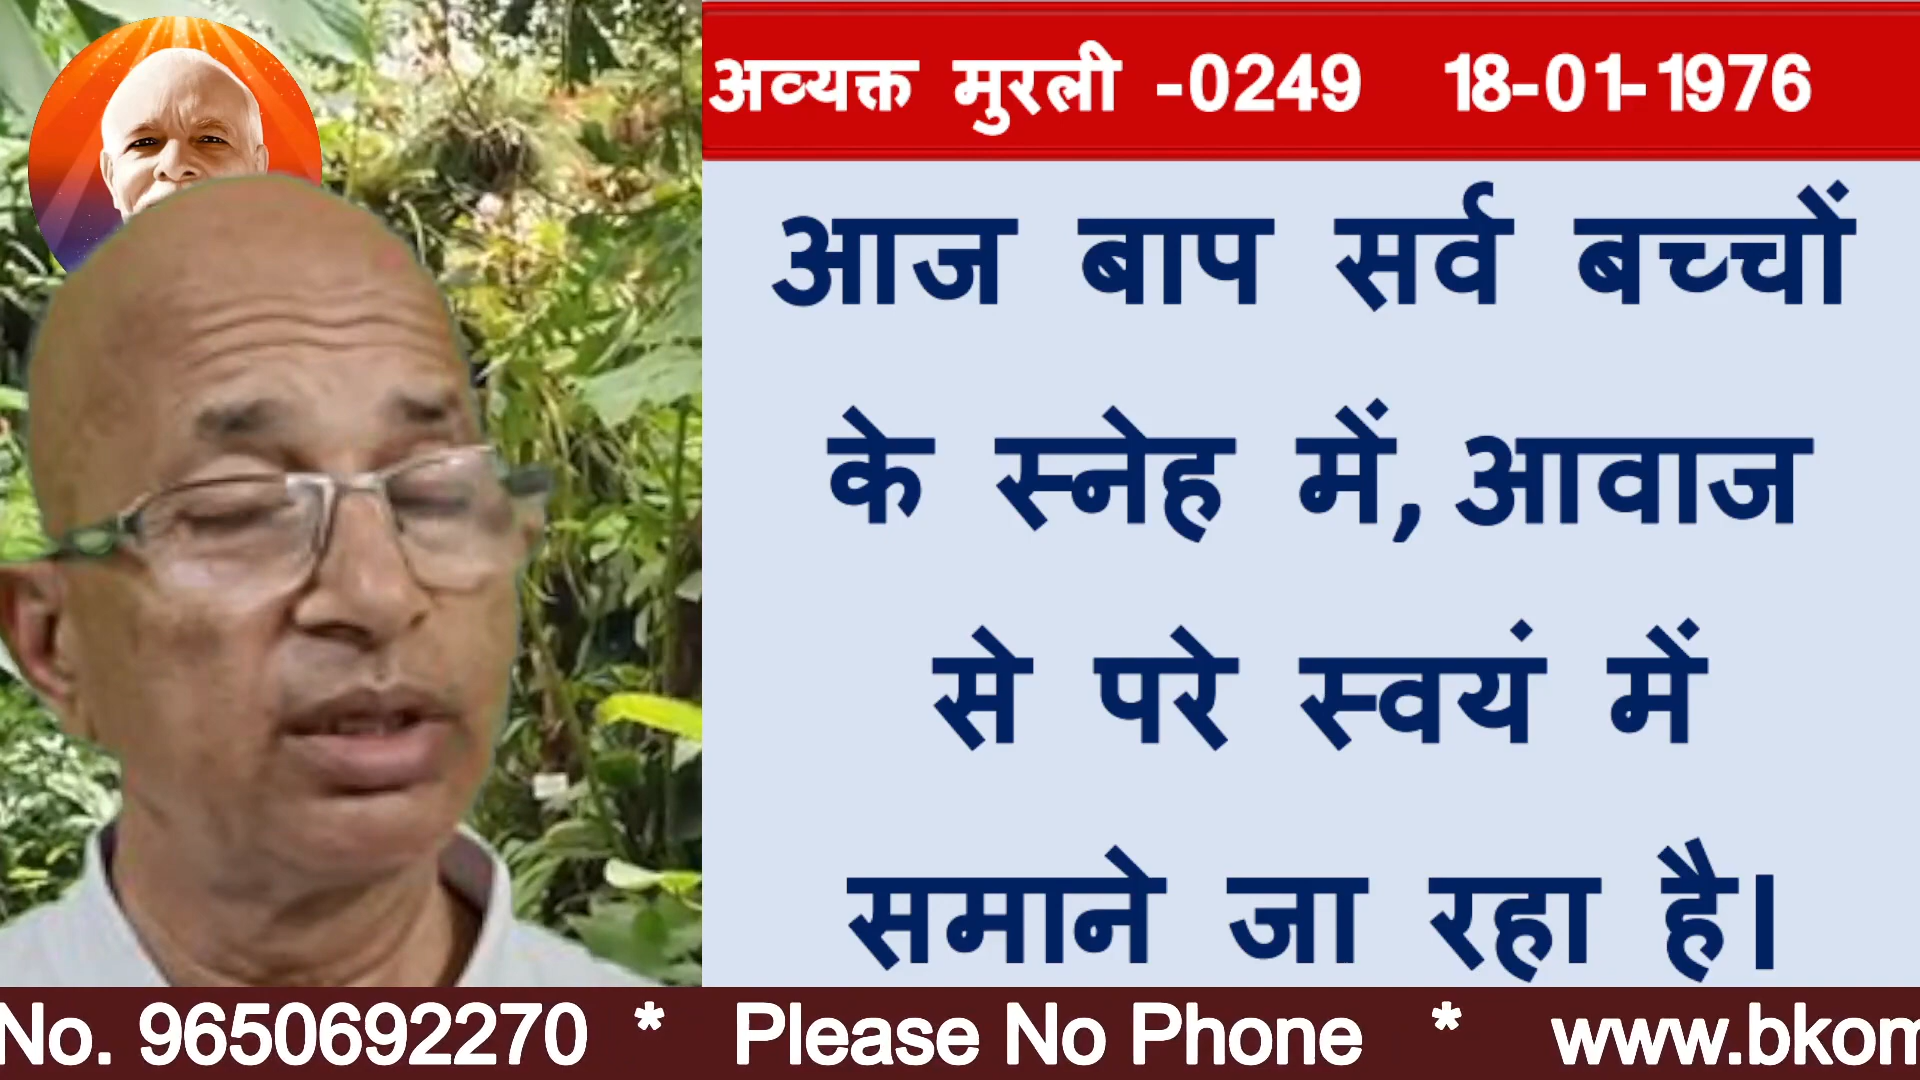 अव्यक्त मुरली -0249 18-01-1976
आज बाप सर्व बच्चों
के स्नेह में, आवाज
से परे स्वयं में
समाने जा रहा है।
No. 9650692270 * Please No Phone * www.bkom